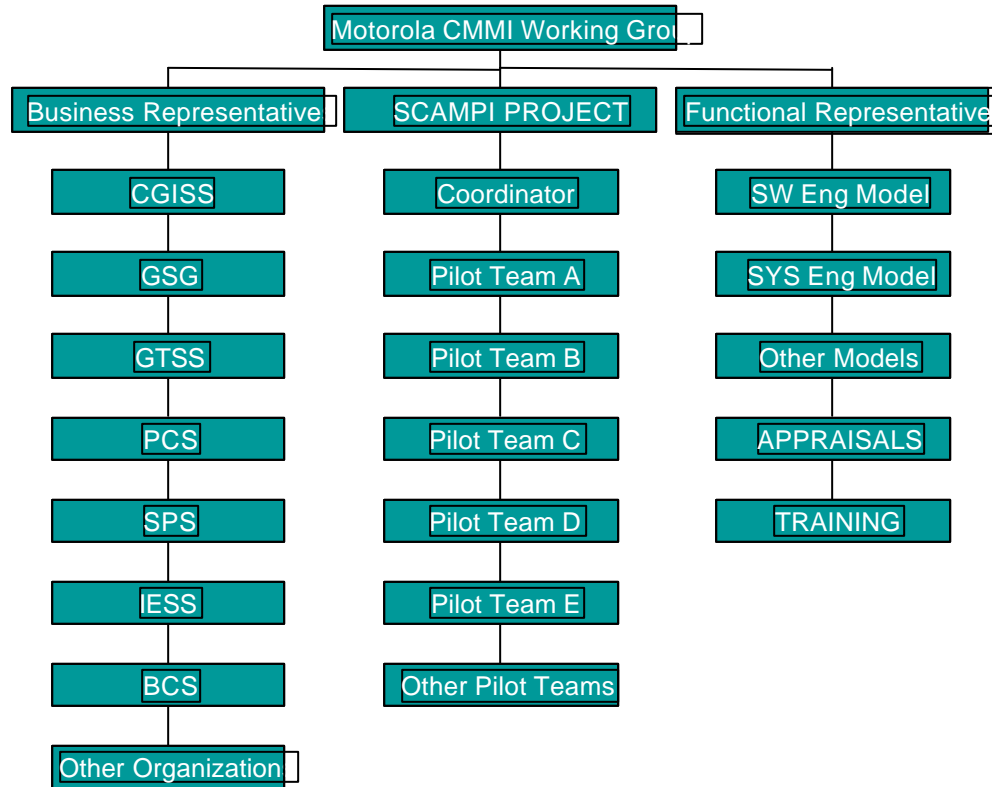 Motorola CMMI Working Grou
Business Representative
SCAMPI PROJECT
Functional Representative
CGISS
Coordinator
SW Eng Model
GSG
Pilot Team A
SYS Eng Model
GTSS
Pilot Team B
Other Models
PCS
Pilot Team C
APPRAISALS
SPS
Pilot Team D
TRAINING
IESS
Pilot Team E
BCS
Other Pilot Teams
Other Organization